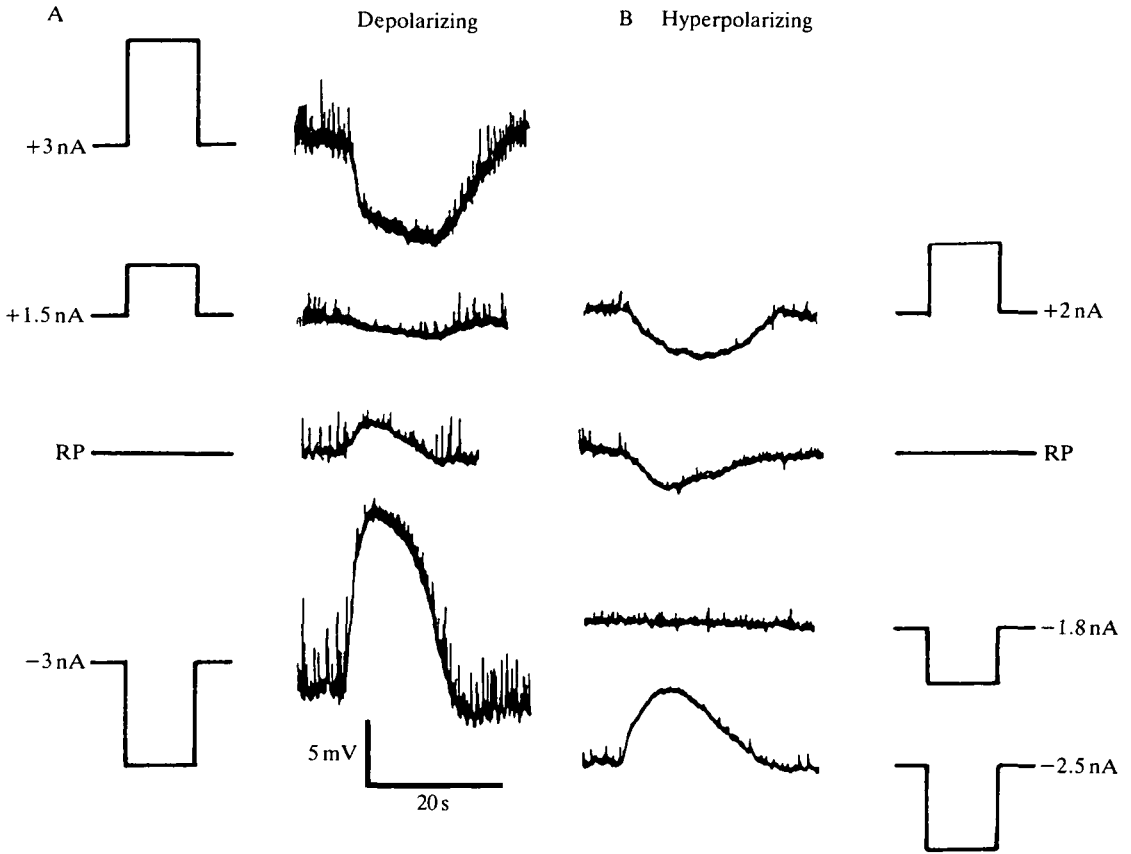 A
Depolarizing
B Hyperpolarizing
+3 nA
+1.5 nA
+2 nA
RP
RP
−3 nA
−1.8 nA
5 mV
20 s
−2.5 nA